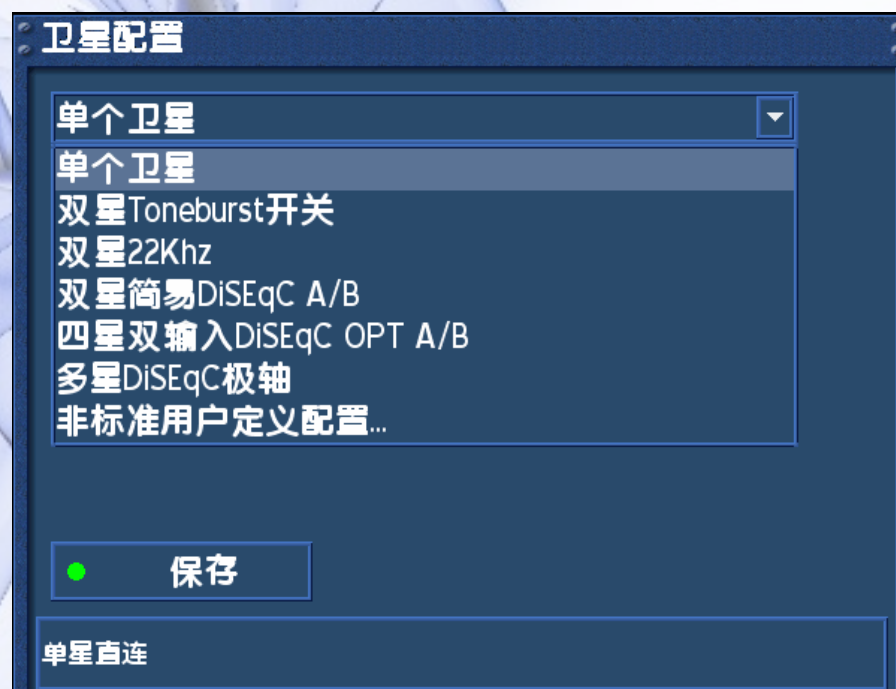 卫星配置
单个卫星
单个卫星
双星Toneburst开关
双星22Khz
双星简易DiSEqC A/B
四星双输入DiSEqC OPT A/B
多星DiSEqC极轴
非标准用户定义配置...
保存
单星直连